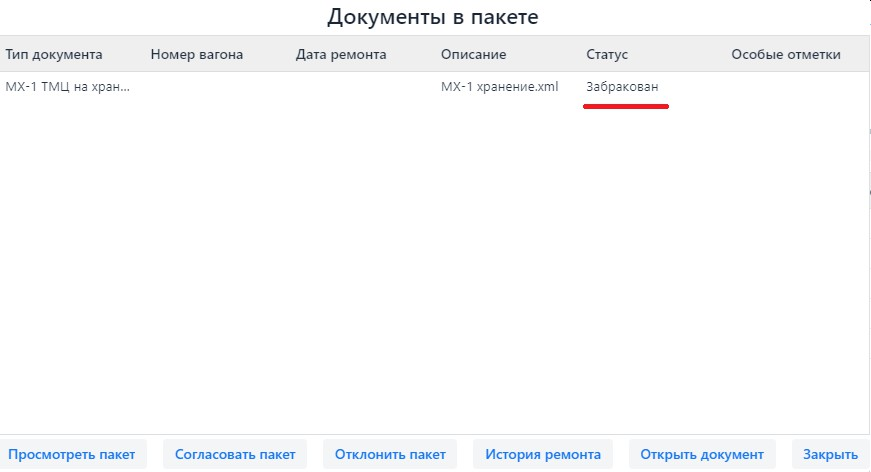 Документы в пакете
Тип документа Номер вагона Дата ремонта Описание Статус Особые отметки
МХ-1 ТМЦ на хран... МХ-1 хранение.xml Забракован
Просмотреть пакет Согласовать пакет Отклонить пакет История ремонта Открыть документ Закрыть